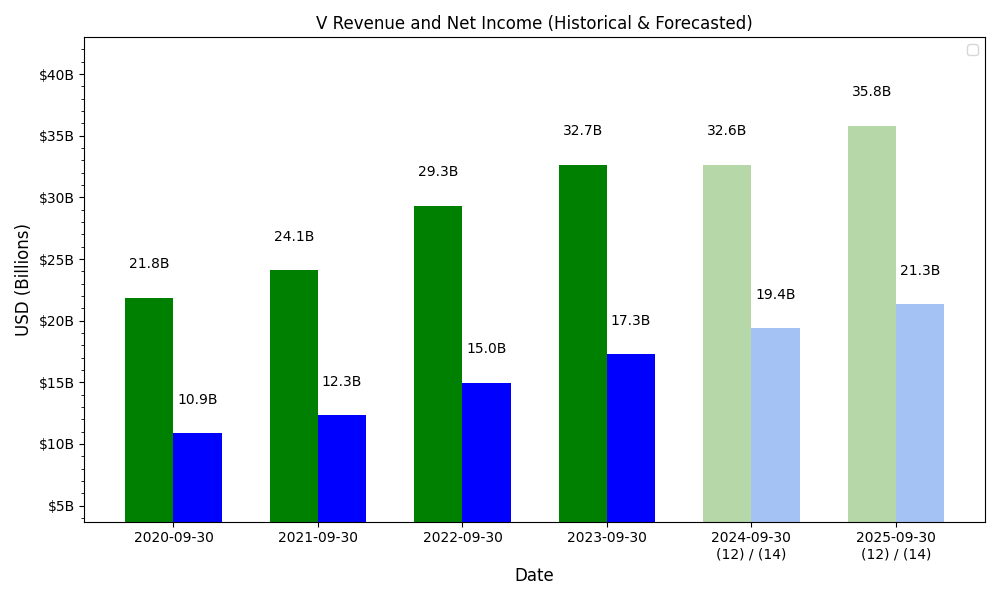 V Revenue and Net Income (Historical & Forecasted)
USD (Billions)
$40B
$35B
$30B
$25B
$20B
$15B
$10B
$5B
21.8B
10.9B
24.1B
12.3B
29.3B
15.0B
32.7B
17.3B
32.6B
19.4B
35.8B
21.3B
2020-09-30
2021-09-30
2022-09-30
2023-09-30
2024-09-30
(12) / (14)
2025-09-30
(12) / (14)
Date